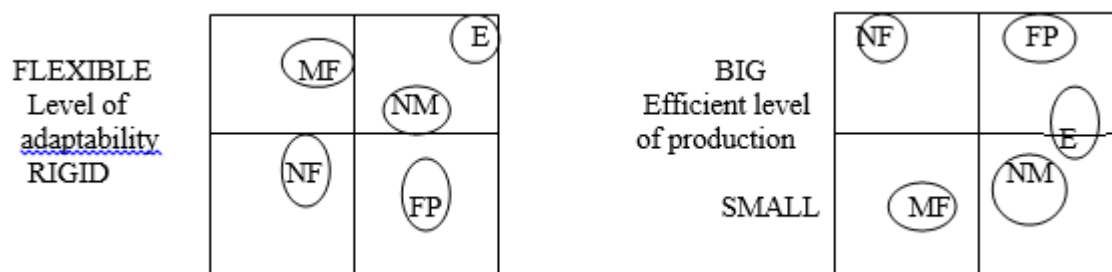 FLEXIBLE
Level of
adaptability
RIGID
MF
E
NM
NF
FP
BIG
Efficient level
of production
SMALL
NF
FP
E
NM
MF